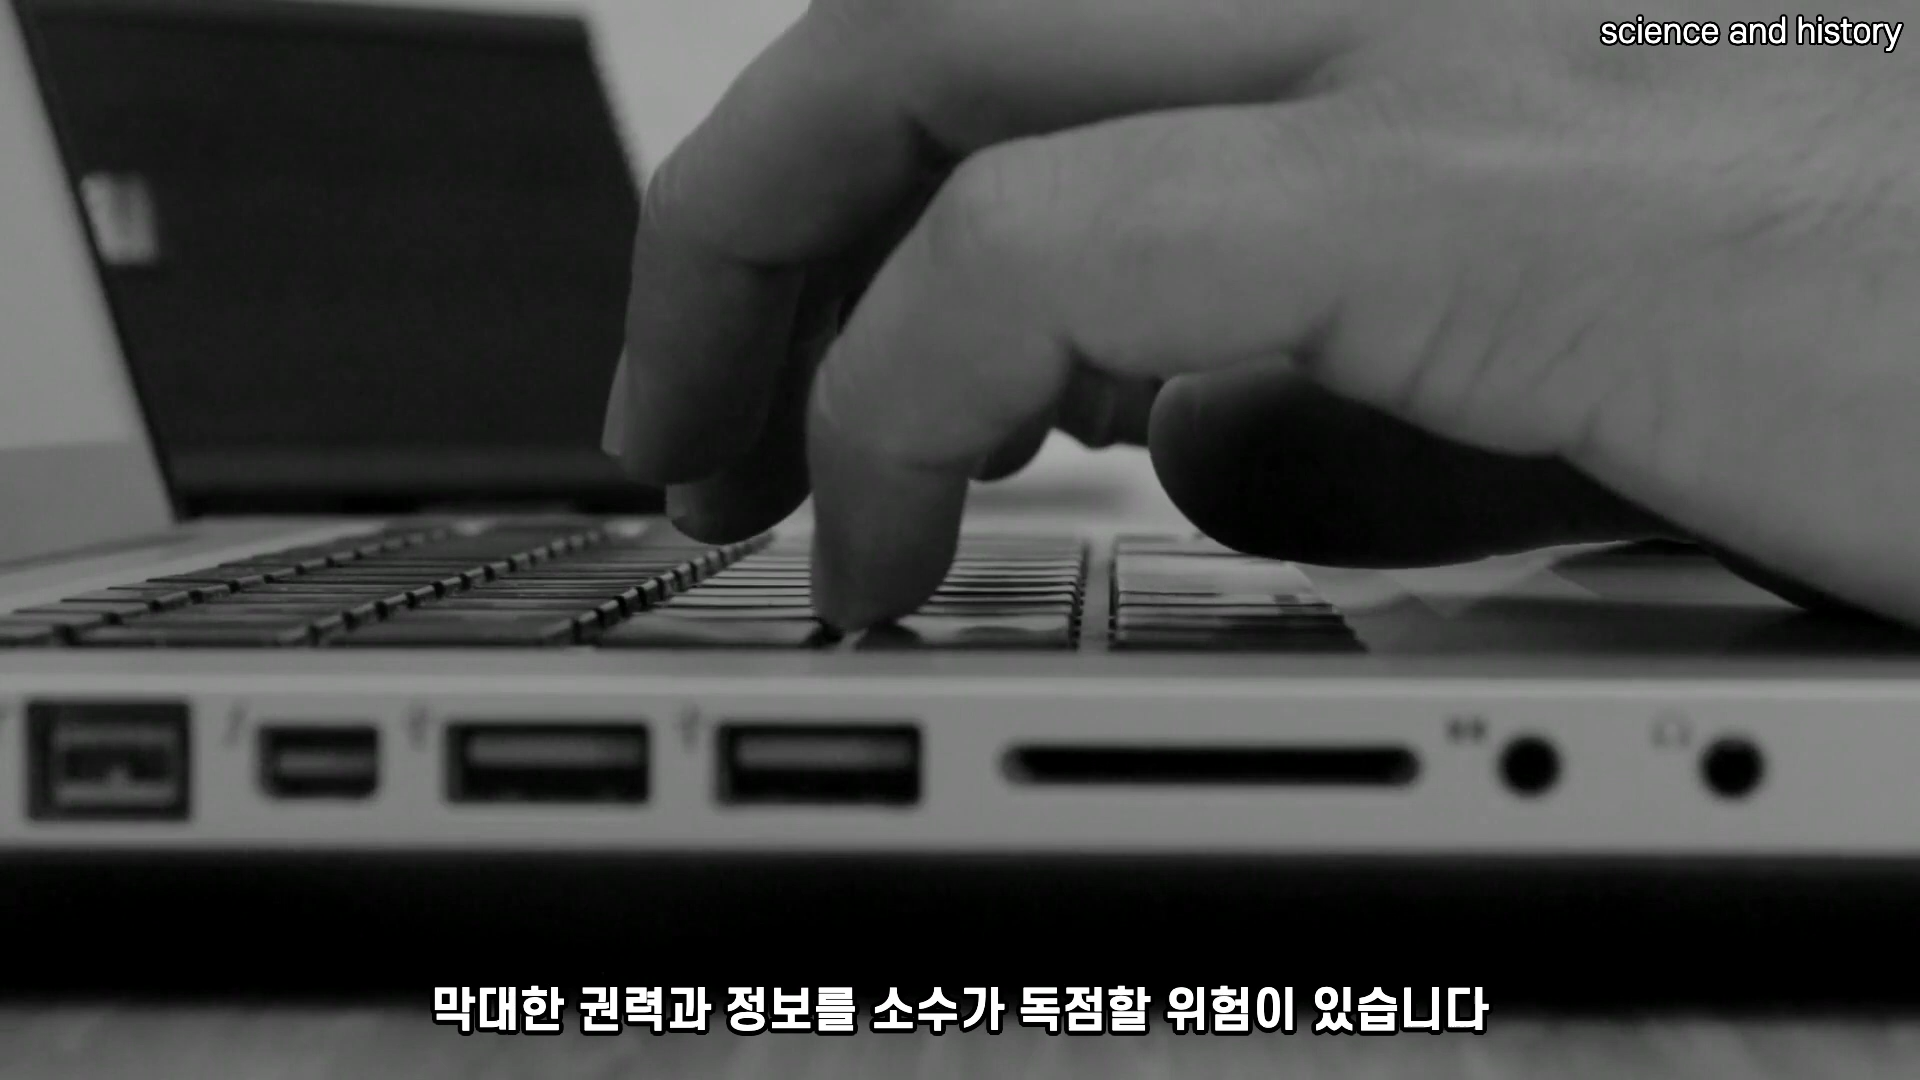 science and history
막대한 권력과 정보를 소수가 독점할 위험이 있습니다